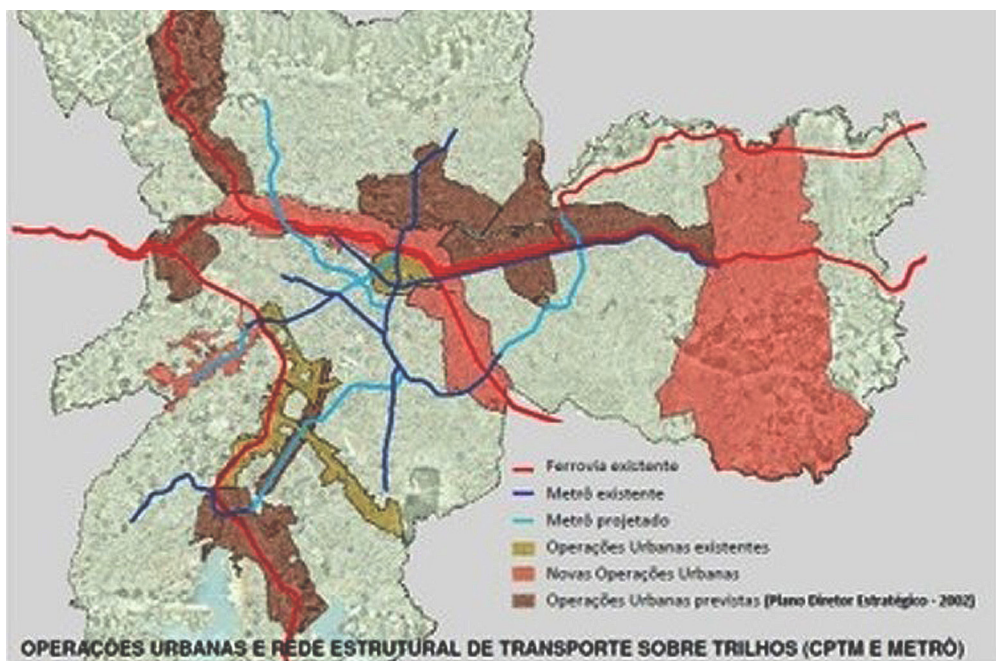 Ferrovia existente
Metrô existente
Metrô projetado
Operações Urbanas existentes
Novas Operações Urbanas
Operações Urbanas previstas (Plano Diretor Estratégico - 2002)
OPERAÇÕES URBANAS E REDE ESTRUTURAL DE TRANSPORTE SOBRE TRILHOS (CPTM E METRÔ)